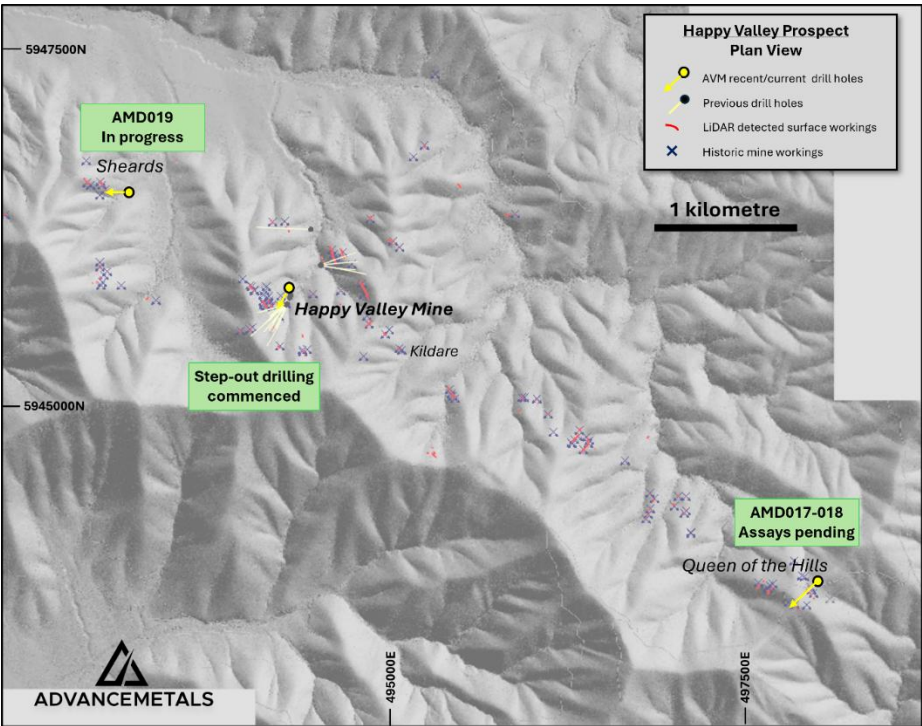 5947500N
Happy Valley Prospect
Plan View
AVM recent/current drill holes
Previous drill holes
LiDAR detected surface workings
Historic mine workings
AMD019
In progress
Sheards
1 kilometre
Happy Valley Mine
Kildare
Step-out drilling
commenced
5945000N
AMD017-018
Assays pending
Queen of the Hills
495000E
497500E
ADVANCEMETALS